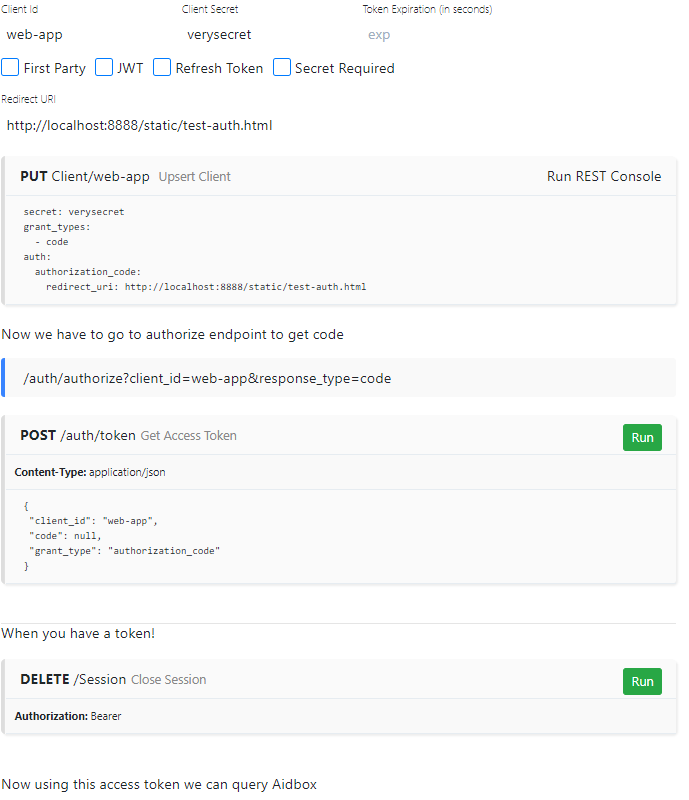 Client Id Client Secret Token Expiration (in seconds)
web-app verysecret exp
First Party JWT Refresh Token Secret Required
Redirect URI
http://localhost:8888/static/test-auth.html
PUT Client/web-app Upsert Client Run REST Console
secret: verysecret
grant_types:
  - code
auth:
  authorization_code:
    redirect_uri: http://localhost:8888/static/test-auth.html
Now we have to go to authorize endpoint to get code
/auth/authorize?client_id=web-app&response_type=code
POST /auth/token Get Access Token Run
Content-Type: application/json
{
 "client_id": "web-app",
 "code": null,
 "grant_type": "authorization_code"
}
When you have a token!
DELETE /Session Close Session Run
Authorization: Bearer
Now using this access token we can query Aidbox